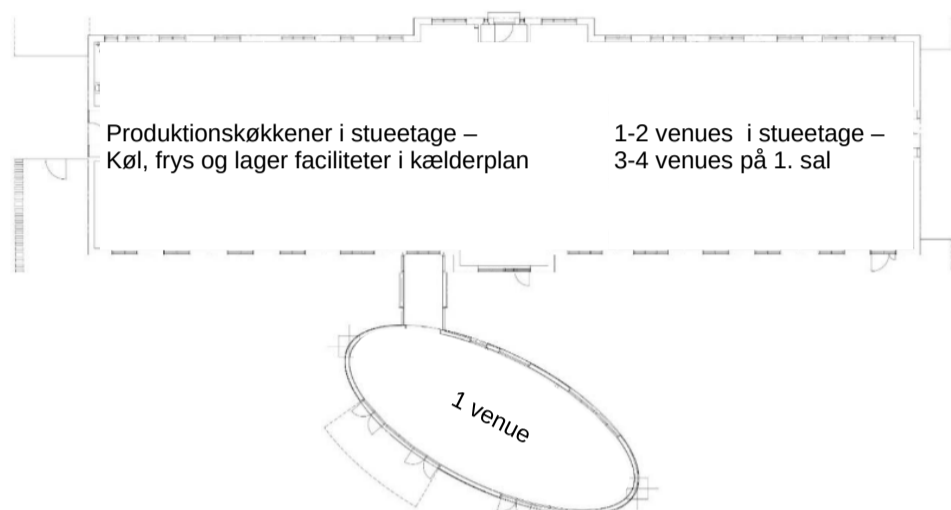 Produktionskøkkener i stueetage –
Køl, frys og lager faciliteter i kælderplan
1-2 venues  i stueetage –
3-4 venues på 1. sal
1 venue